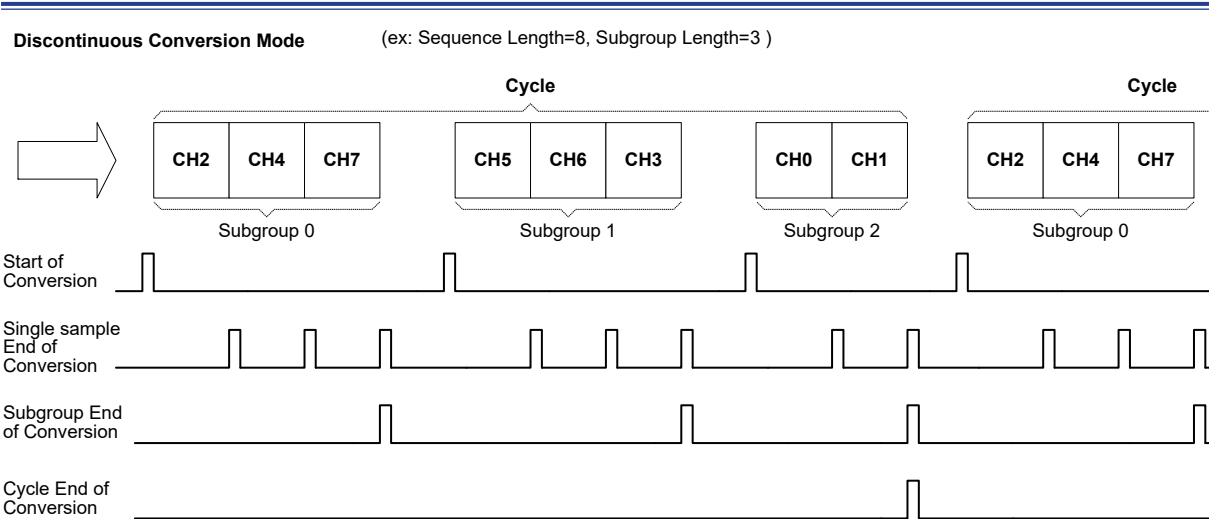 Discontinuous Conversion Mode (ex: Sequence Length=8, Subgroup Length=3 )
Cycle Cycle
CH2 CH4 CH7 CH5 CH6 CH3 CH0 CH1 CH2 CH4 CH7
Subgroup 0 Subgroup 1 Subgroup 2 Subgroup 0
Start of
Conversion
Single sample
End of
Conversion
Subgroup End
of Conversion
Cycle End of
Conversion